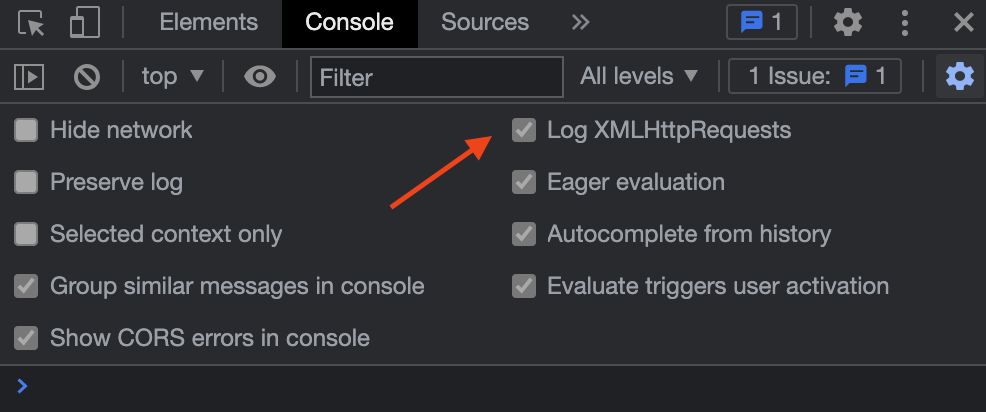 Elements Console Sources 1
top Filter All levels 1 Issue: 1
Hide network Log XMLHttpRequests
Preserve log Eager evaluation
Selected context only Autocomplete from history
Group similar messages in console Evaluate triggers user activation
Show CORS errors in console